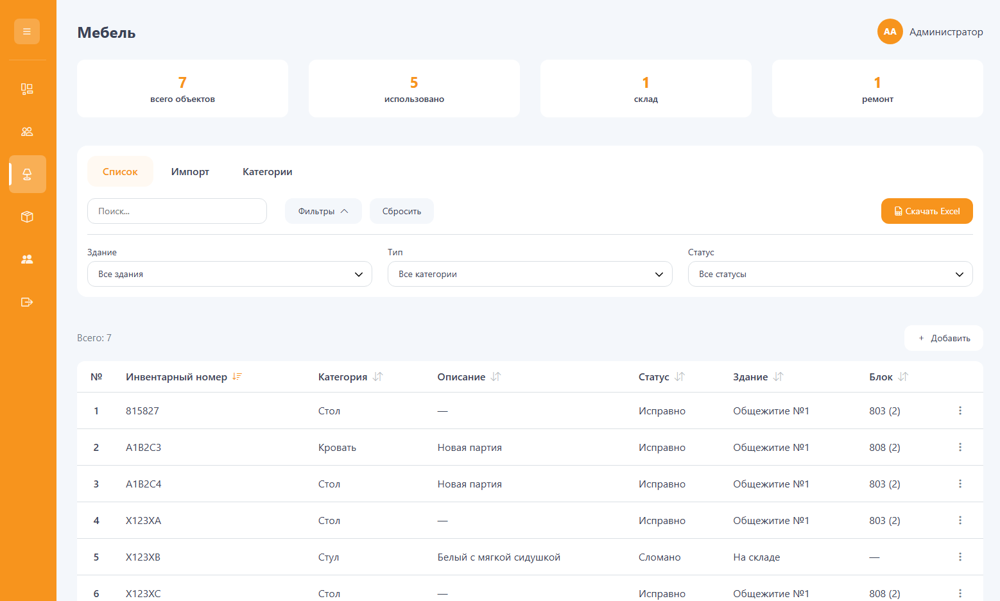 Мебель
АА Администратор
7
всего объектов
5
использовано
1
склад
1
ремонт
Список Импорт Категории
Поиск... Фильтры Сбросить Скачать Excel
Здание Тип Статус
Все здания Все категории Все статусы
Всего: 7 + Добавить
№ Инвентарный номер Категория Описание Статус Здание Блок
1 815827 Стол — Исправно Общежитие №1 803 (2)
2 A1B2C3 Кровать Новая партия Исправно Общежитие №1 808 (2)
3 A1B2C4 Стол Новая партия Исправно Общежитие №1 803 (2)
4 X123XA Стол — Исправно Общежитие №1 803 (2)
5 X123XB Стул Белый с мягкой сидушкой Сломано На складе —
6 X123XC Стол — Исправно Общежитие №1 808 (2)